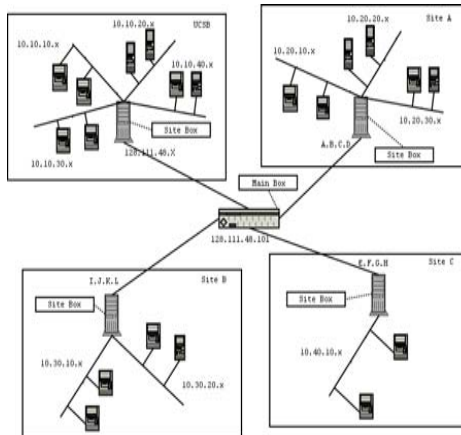 UCSB
10.10.20.x
10.10.10.x
10.10.40.x
Site Box
10.10.30.x
128.111.48.X
Site A
10.20.20.x
10.20.10.x
10.20.30.x
A.B.C.D
Site Box
Main Box
128.111.48.101
Site B
I.J.K.L
Site Box
10.30.10.x
10.30.20.x
Site C
E.F.G.H
Site Box
10.40.10.x